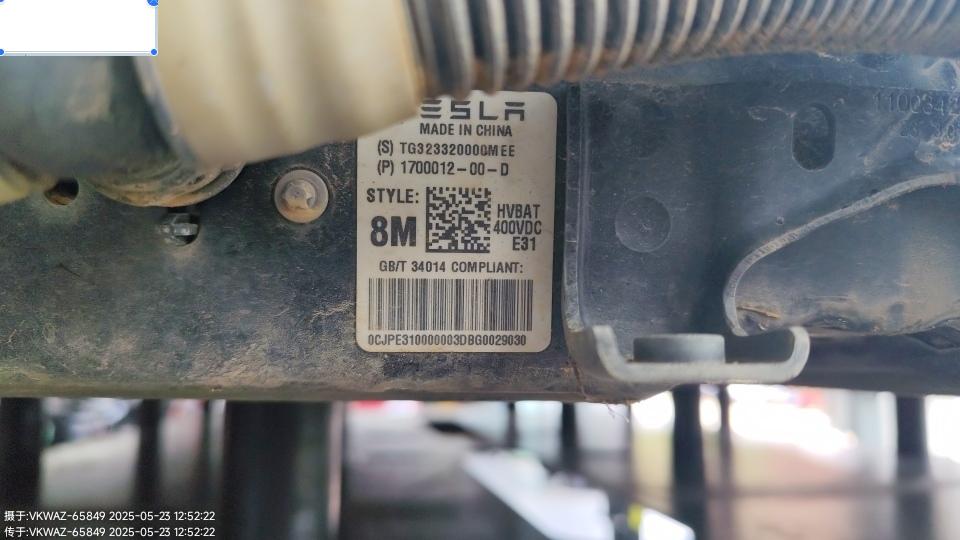 ESLA
MADE IN CHINA
(S) TG323320000MEE
(P) 1700012-00-D
STYLE:
8M
HVBAT
400VDC
E31
GB/T 34014 COMPLIANT:
0CJPE310000003DBG0029030
摄于:VKWAZ-65849 2025-05-23 12:52:22
传于:VKWAZ-65849 2025-05-23 12:52:22